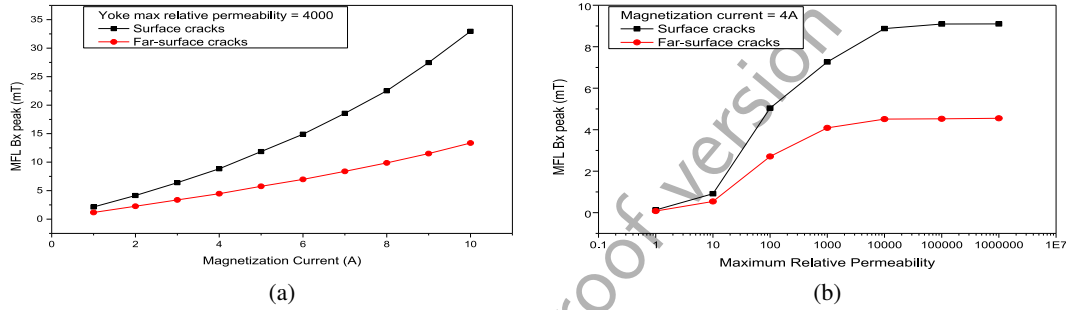 Yoke max relative permeability = 4000
Surface cracks
Far-surface cracks
MFL Bx peak (mT)
35
30
25
20
15
10
5
0
0
2
4
6
8
10
Magnetization Current (A)
(a)
Magnetization current = 4A
Surface cracks
Far-surface cracks
MFL Bx peak (mT)
10
8
6
4
2
0
0.1
1
10
100
1000
10000
100000
1000000
1E7
Maximum Relative Permeability
(b)
proof version